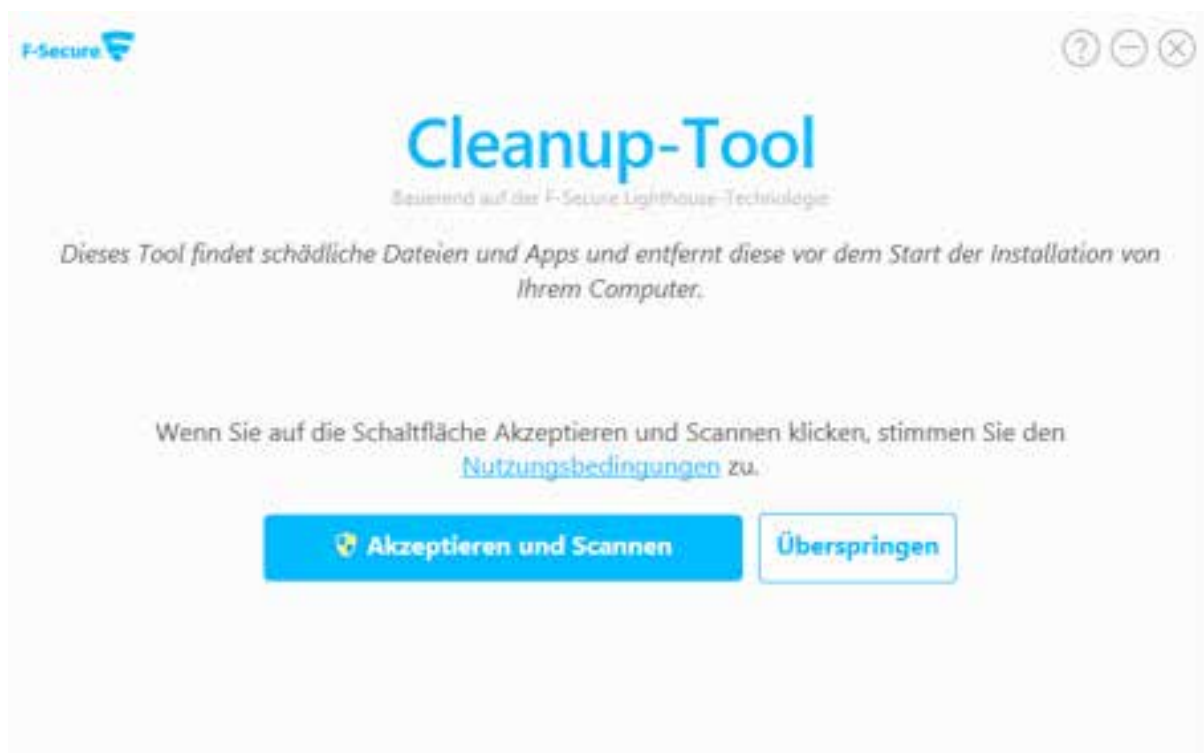 F-Secure
Cleanup-Tool
Bauerend auf der F-Secure Lighthouse-Technologie
Dieses Tool findet schädliche Dateien und Apps und entfernt diese vor dem Start der Installation von
Ihrem Computer.
Wenn Sie auf die Schaltfläche Akzeptieren und Scannen klicken, stimmen Sie den
Nutzungsbedingungen zu.
Akzeptieren und Scannen
Überspringen